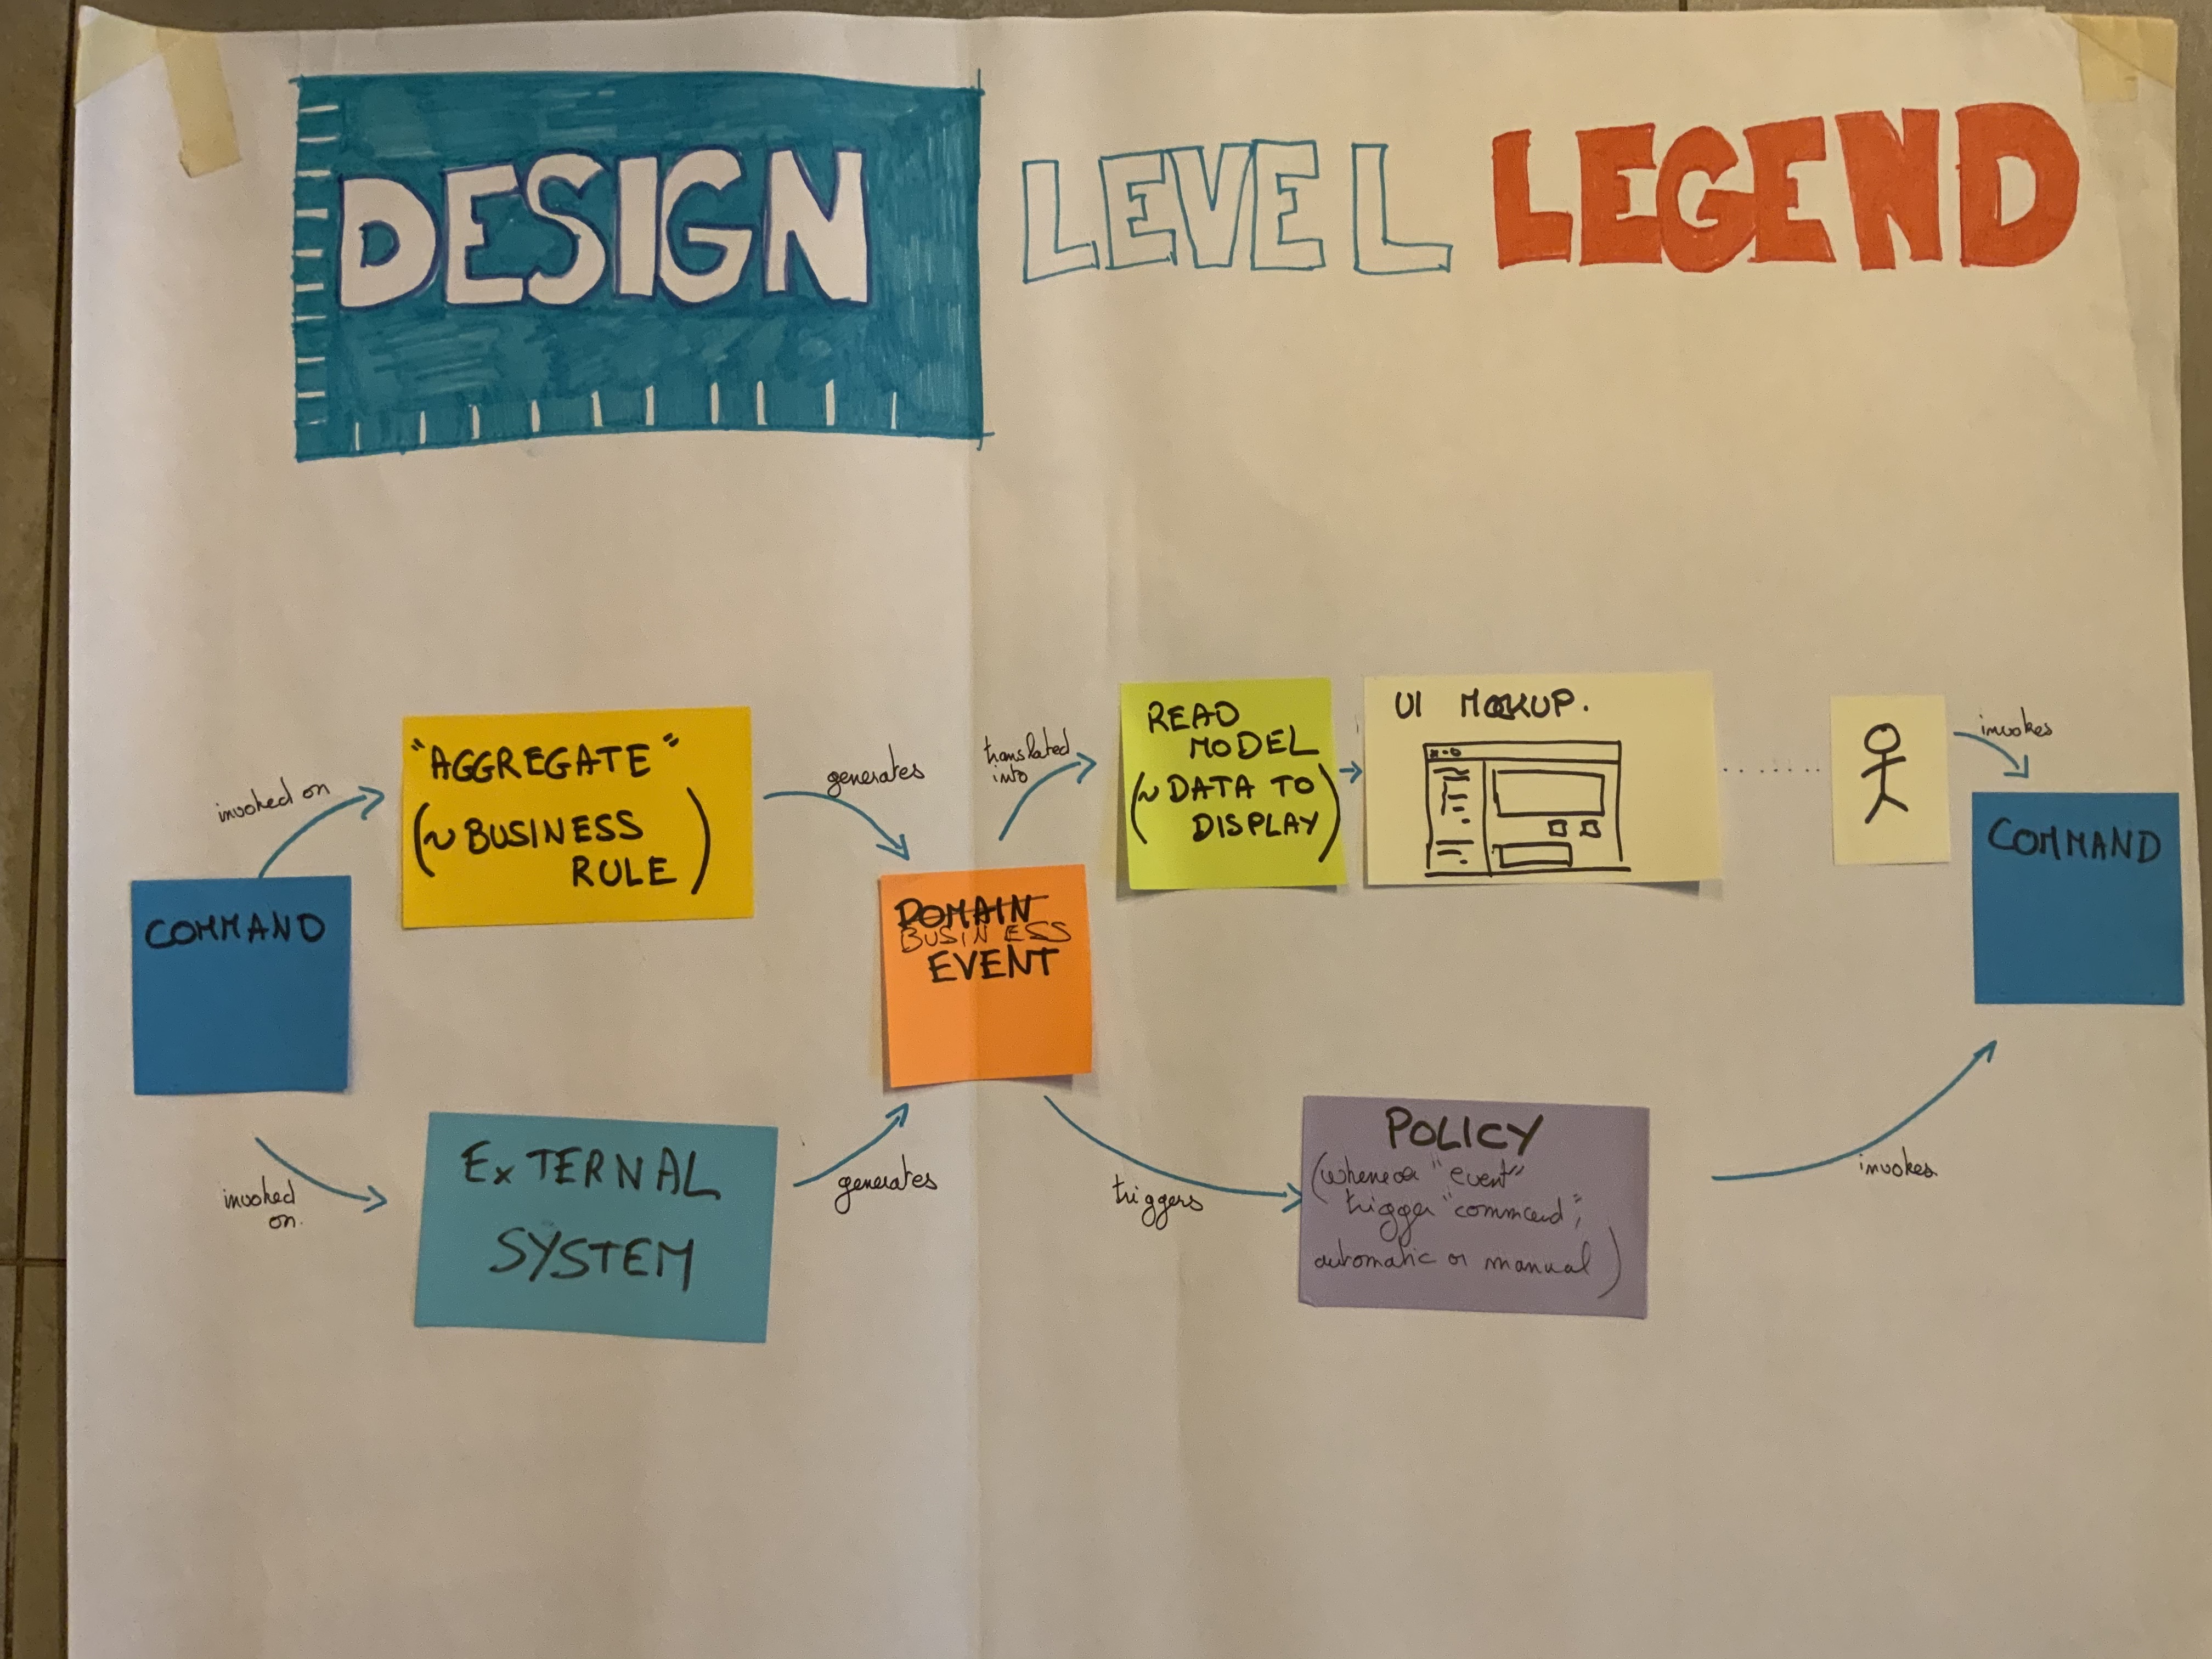 DESIGN LEVEL LEGEND
COMMAND
invoked on
"AGGREGATE"
(~ BUSINESS
RULE)
invoked
on.
EXTERNAL
SYSTEM
generates
generates
DOMAIN
BUSINESS
EVENT
translated
into
READ
MODEL
(~ DATA TO
DISPLAY)
UI MOCKUP.
invokes
COMMAND
triggers
POLICY
(whenever "event"
trigger "command";
automatic or manual)
invokes